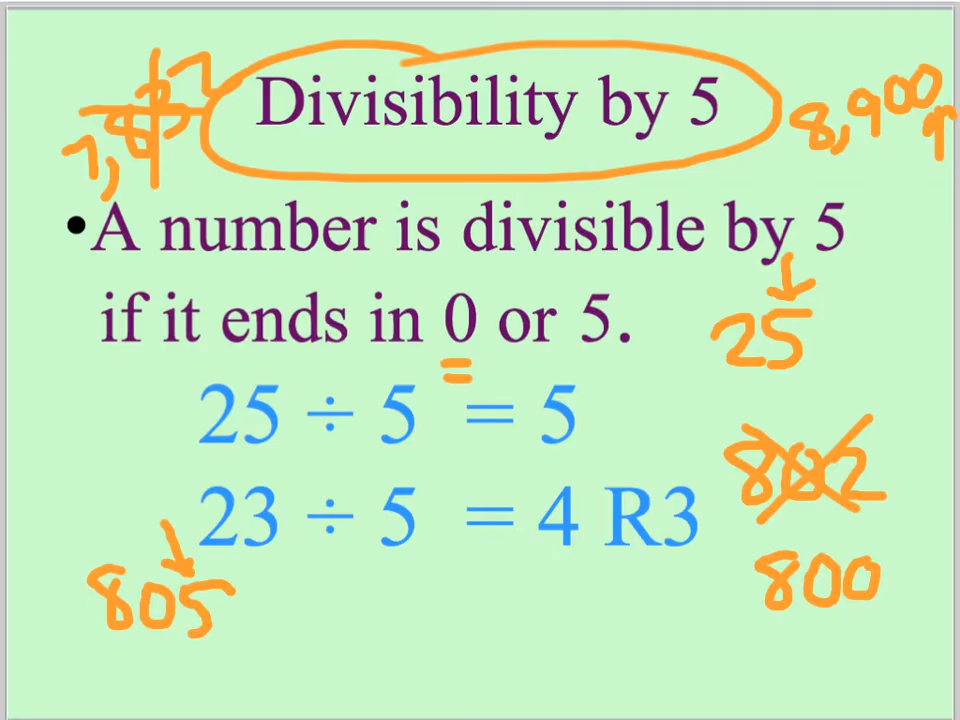 Divisibility by 5
8,900
•A number is divisible by 5
if it ends in 0 or 5.
25
25 ÷ 5 = 5
802
23 ÷ 5 = 4 R3
805
800